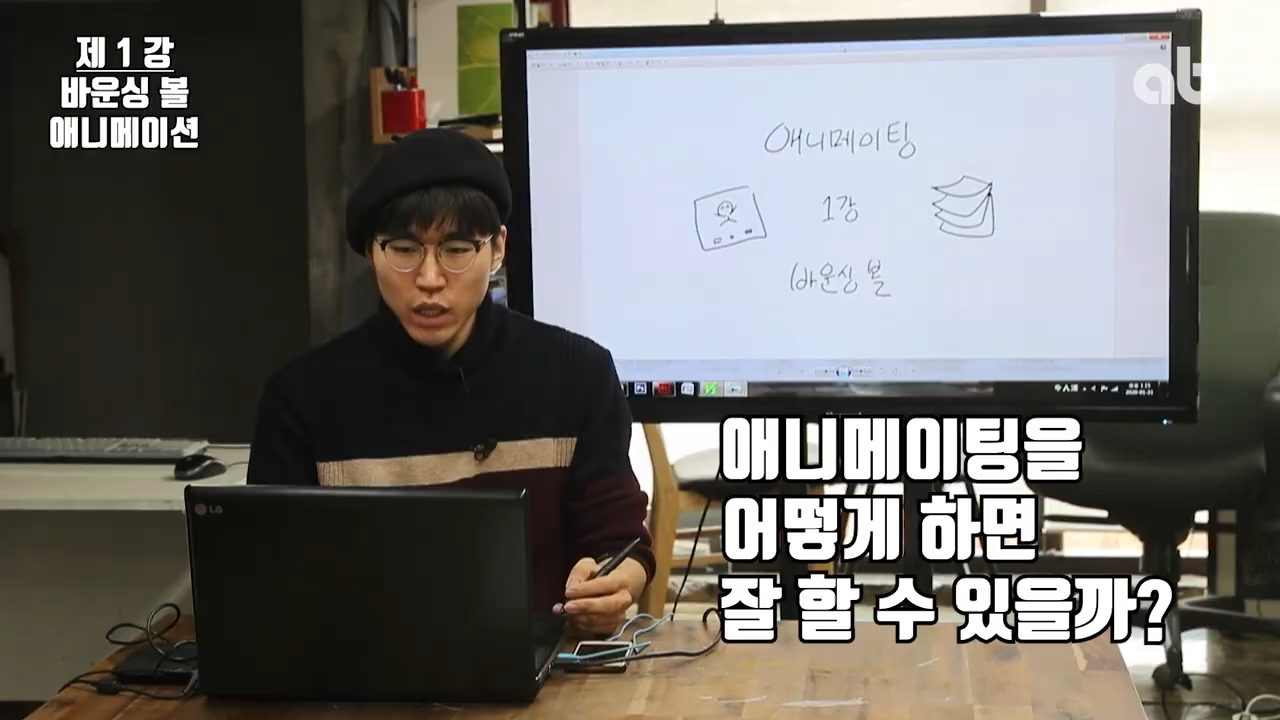 제 1 강
바운싱 볼
애니메이션
ab
애니메이팅
1강
바운싱 볼
LG
애니메이팅을
어떻게 하면
잘 할 수 있을까?